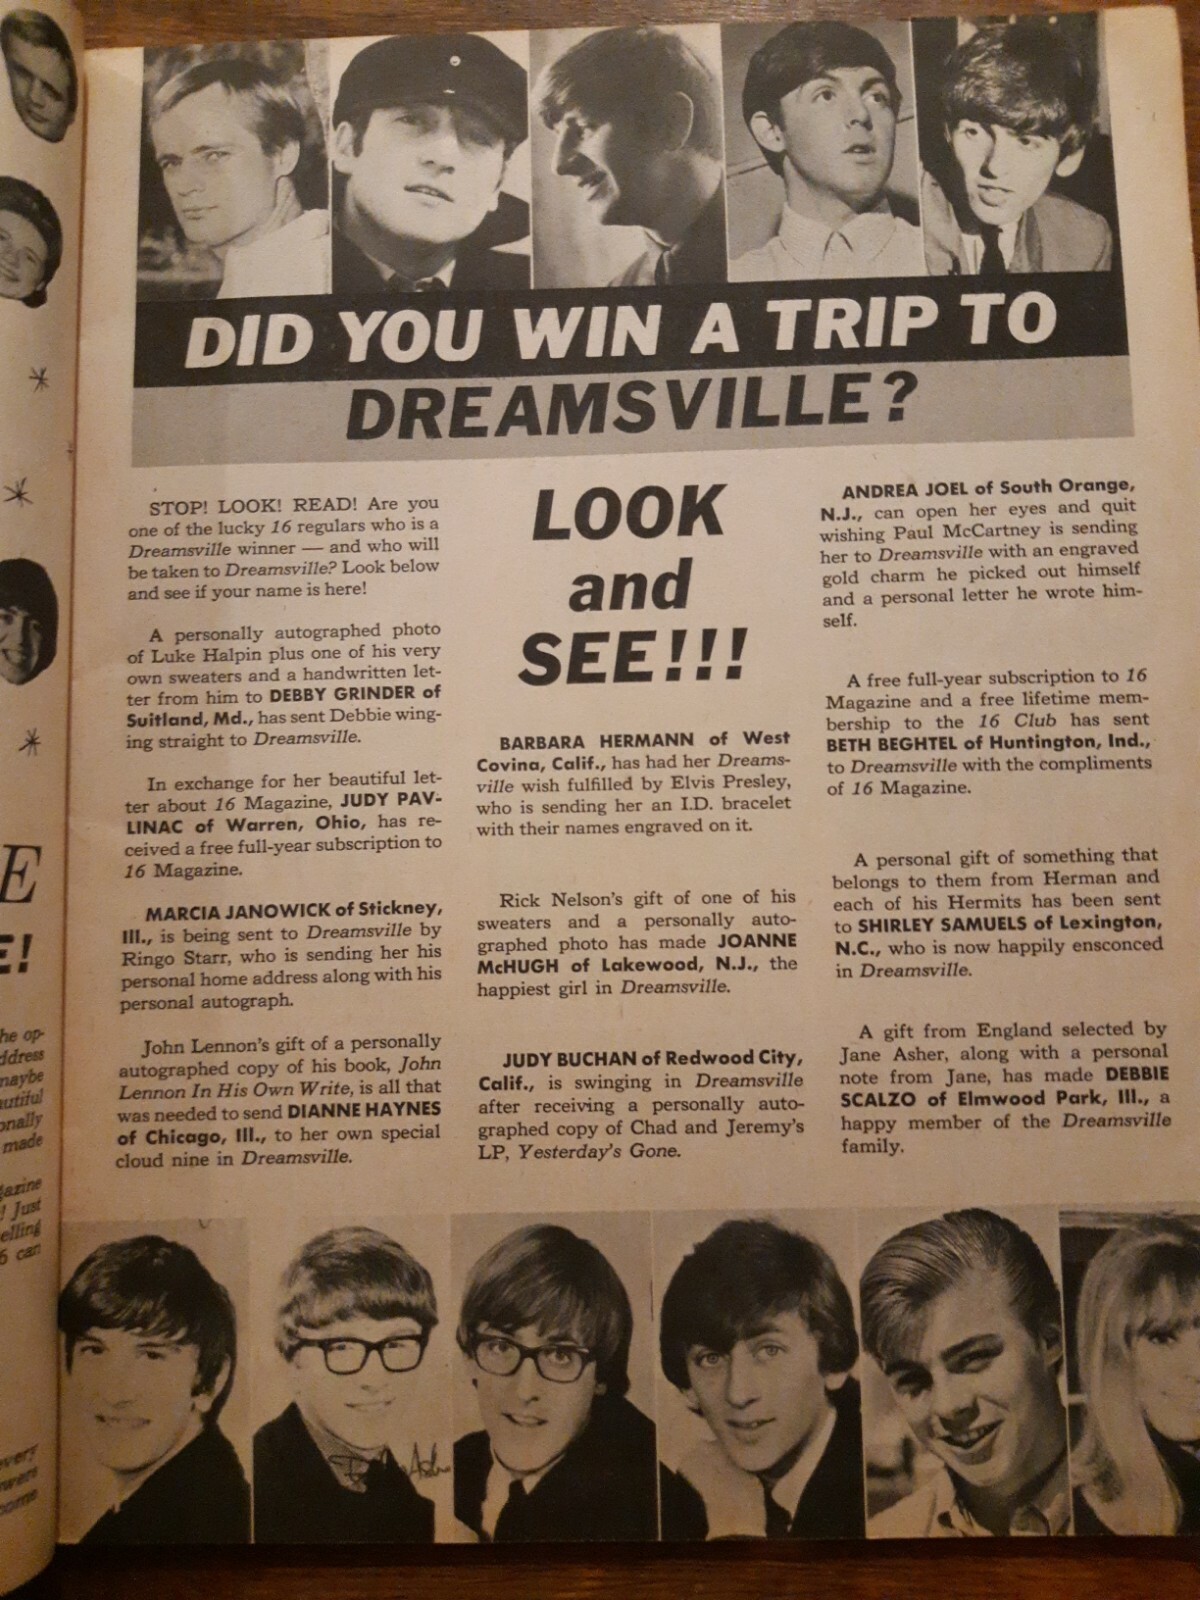 DID YOU WIN A TRIP TO
DREAMSVILLE?
STOP! LOOK! READ! Are you
one of the lucky 16 regulars who is a
Dreamsville winner — and who will
be taken to Dreamsville? Look below
and see if your name is here!
A personally autographed photo
of Luke Halpin plus one of his very
own sweaters and a handwritten let-
ter from him to DEBBY GRINDER of
Suitland, Md., has sent Debbie wing-
ing straight to Dreamsville.
In exchange for her beautiful let-
ter about 16 Magazine, JUDY PAV-
LINAC of Warren, Ohio, has re-
ceived a free full-year subscription to
16 Magazine.
MARCIA JANOWICK of Stickney,
Ill., is being sent to Dreamsville by
Ringo Starr, who is sending her his
personal home address along with his
personal autograph.
John Lennon's gift of a personally
autographed copy of his book, John
Lennon In His Own Write, is all that
was needed to send DIANNE HAYNES
of Chicago, Ill., to her own special
cloud nine in Dreamsville.
LOOK
and
SEE!!!
BARBARA HERMANN of West
Covina, Calif., has had her Dreams-
ville wish fulfilled by Elvis Presley,
who is sending her an I.D. bracelet
with their names engraved on it.
Rick Nelson's gift of one of his
sweaters and a personally auto-
graphed photo has made JOANNE
McHUGH of Lakewood, N.J., the
happiest girl in Dreamsville.
JUDY BUCHAN of Redwood City,
Calif., is swinging in Dreamsville
after receiving a personally auto-
graphed copy of Chad and Jeremy's
LP, Yesterday's Gone.
ANDREA JOEL of South Orange,
N.J., can open her eyes and quit
wishing Paul McCartney is sending
her to Dreamsville with an engraved
gold charm he picked out himself
and a personal letter he wrote him-
self.
A free full-year subscription to 16
Magazine and a free lifetime mem-
bership to the 16 Club has sent
BETH BEGHTEL of Huntington, Ind.,
to Dreamsville with the compliments
of 16 Magazine.
A personal gift of something that
belongs to them from Herman and
each of his Hermits has been sent
to SHIRLEY SAMUELS of Lexington,
N.C., who is now happily ensconced
in Dreamsville.
A gift from England selected by
Jane Asher, along with a personal
note from Jane, has made DEBBIE
SCALZO of Elmwood Park, Ill., a
happy member of the Dreamsville
family.
E
E!
he op-
ddress
maybe
autiful
onally
made
gazine
! Just
elling
6 can
every